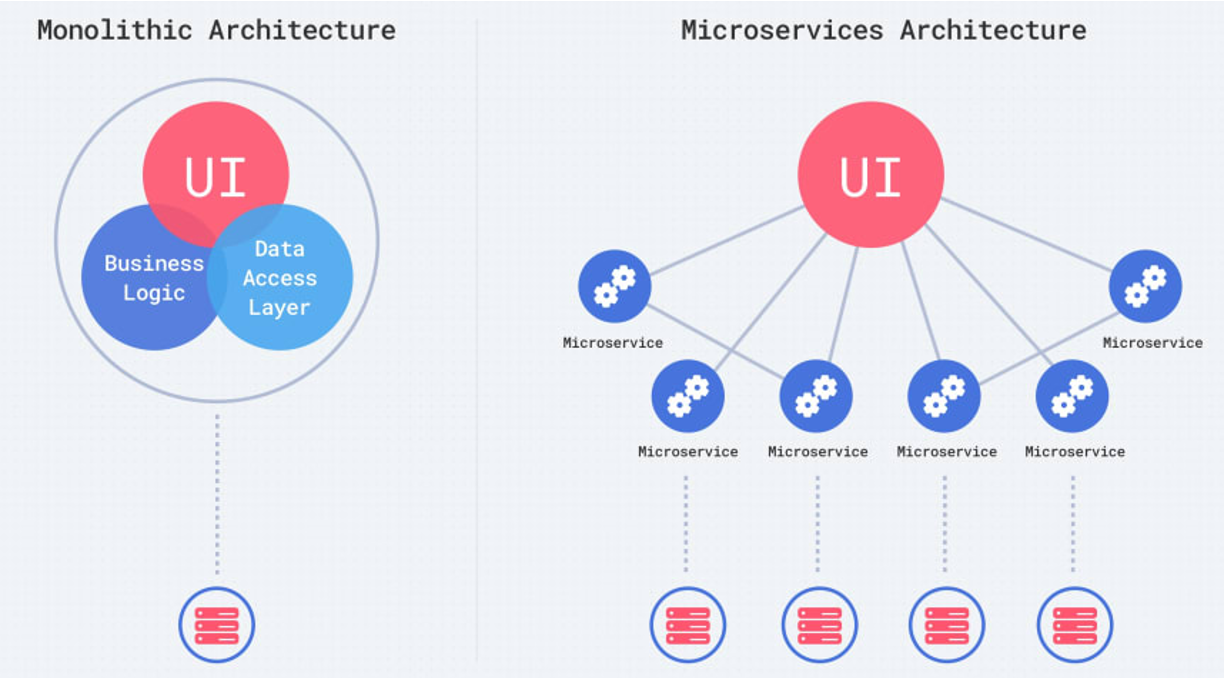 Monolithic Architecture
Microservices Architecture
UI
Business
Logic
Data
Access
Layer
UI
Microservice
Microservice
Microservice
Microservice
Microservice
Microservice